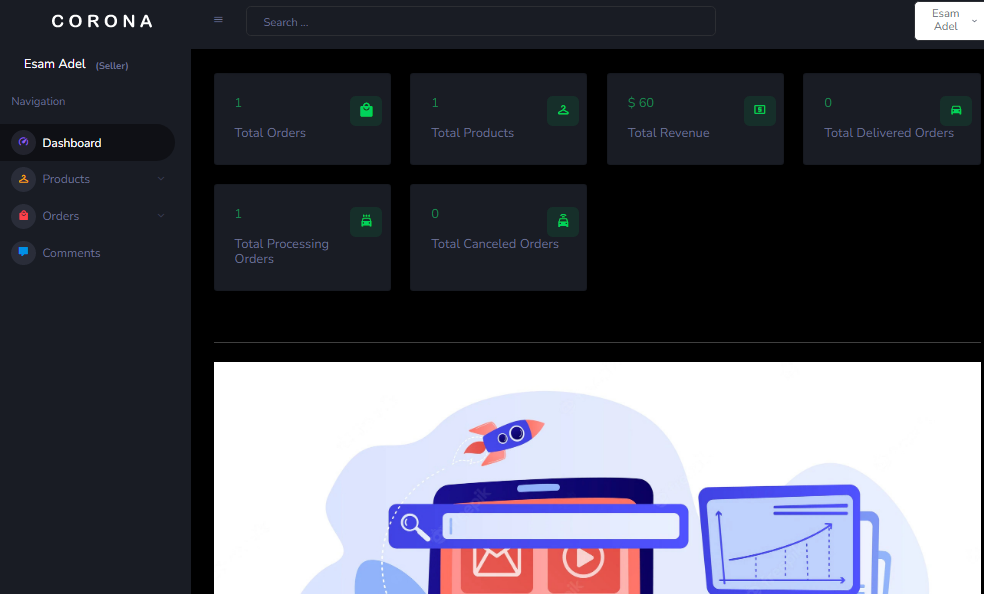 CORONA
Search ...
Esam
Adel
Esam Adel (Seller)
Navigation
Dashboard
Products
Orders
Comments
1
Total Orders
1
Total Products
$ 60
Total Revenue
0
Total Delivered Orders
1
Total Processing
Orders
0
Total Canceled Orders